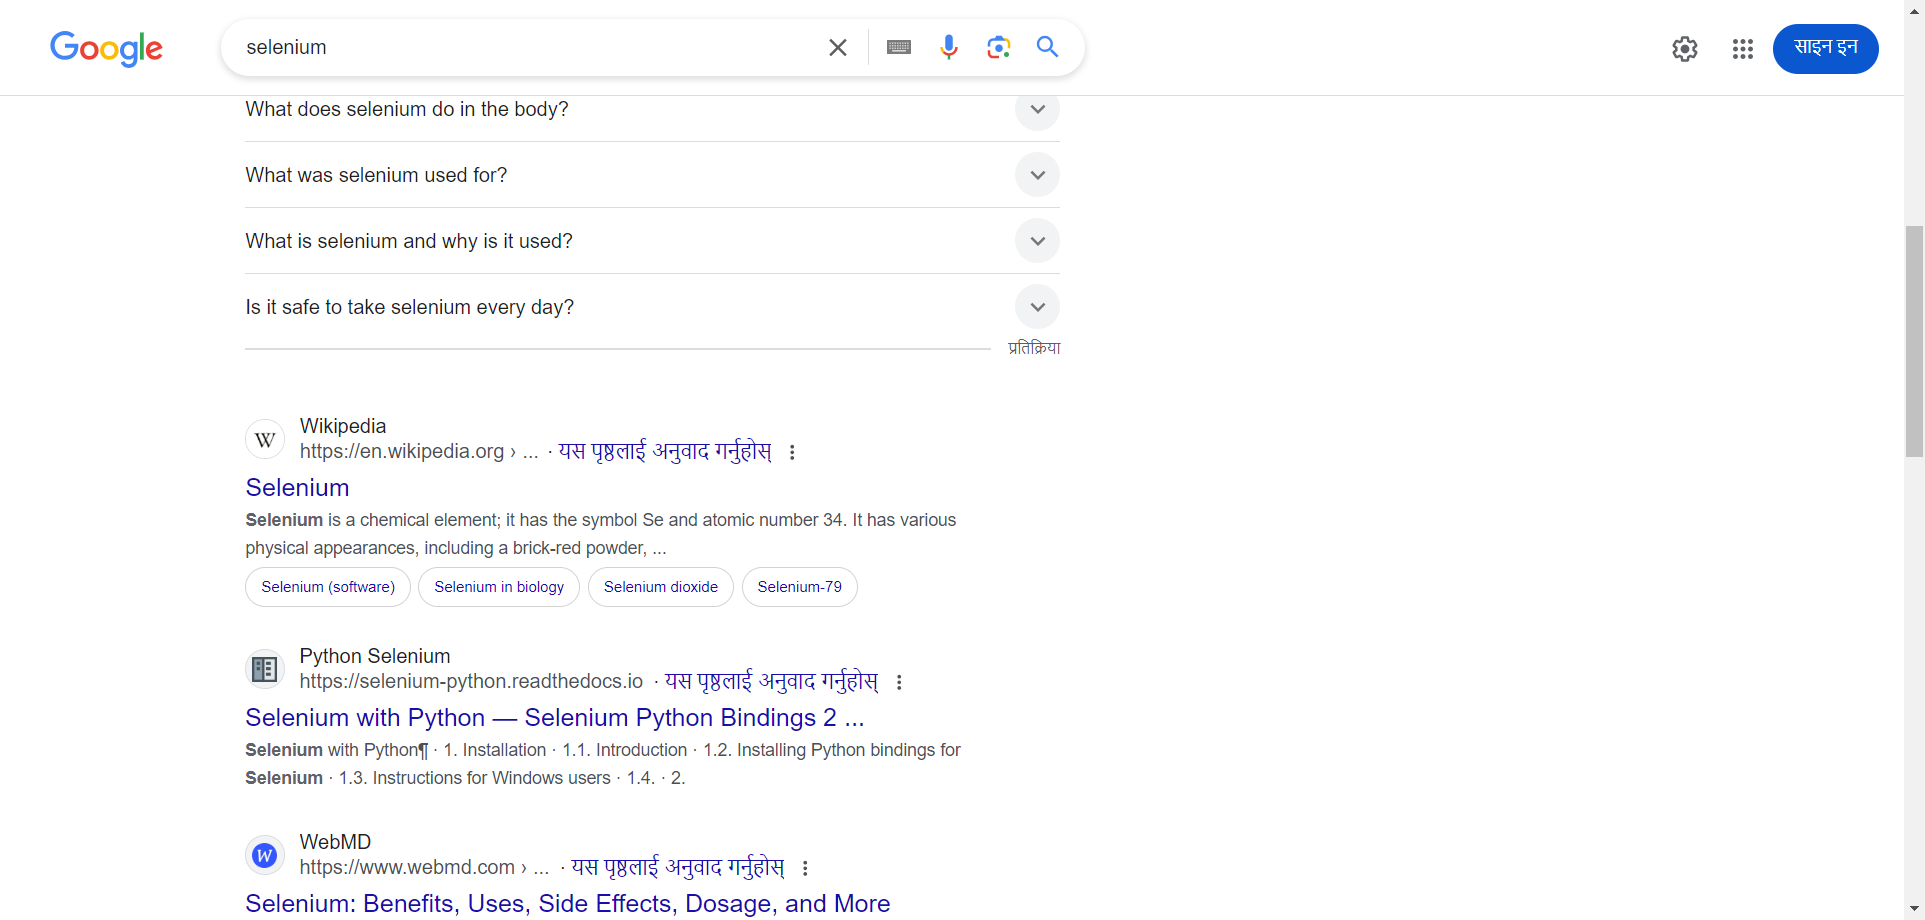 Google
selenium
साइन इन
What does selenium do in the body?
What was selenium used for?
What is selenium and why is it used?
Is it safe to take selenium every day?
प्रतिक्रिया
W
Wikipedia
https://en.wikipedia.org › ... · यस पृष्ठलाई अनुवाद गर्नुहोस्
Selenium
Selenium is a chemical element; it has the symbol Se and atomic number 34. It has various
physical appearances, including a brick-red powder, ...
Selenium (software) Selenium in biology Selenium dioxide Selenium-79
Python Selenium
https://selenium-python.readthedocs.io · यस पृष्ठलाई अनुवाद गर्नुहोस्
Selenium with Python — Selenium Python Bindings 2 ...
Selenium with Python¶ · 1. Installation · 1.1. Introduction · 1.2. Installing Python bindings for
Selenium · 1.3. Instructions for Windows users · 1.4. · 2.
W
WebMD
https://www.webmd.com › ... · यस पृष्ठलाई अनुवाद गर्नुहोस्
Selenium: Benefits, Uses, Side Effects, Dosage, and More